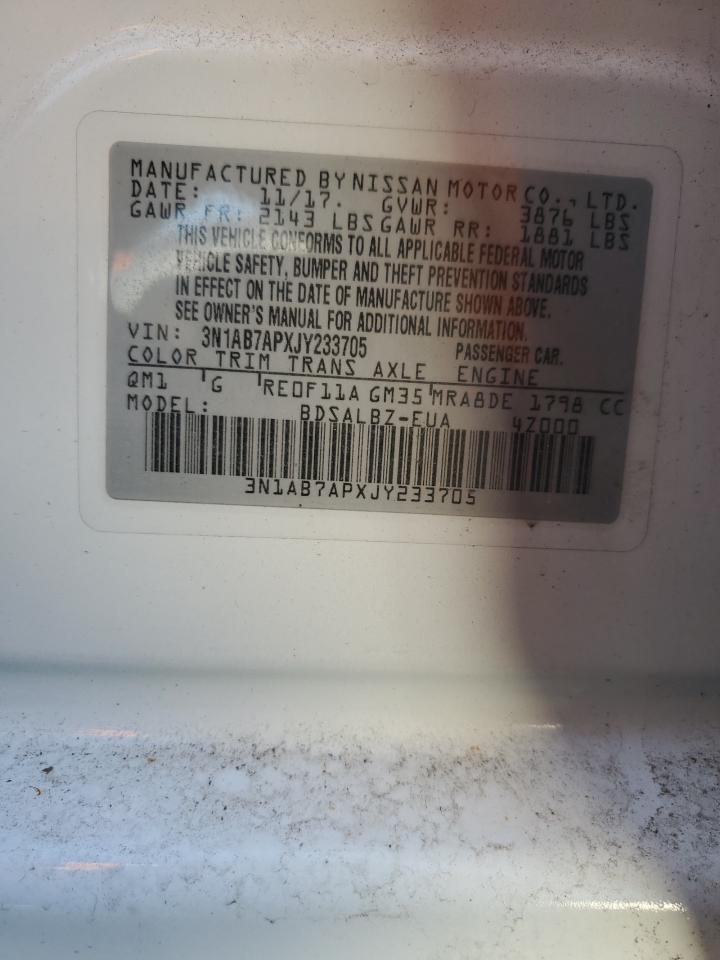 MANUFACTURED BY NISSAN MOTOR CO., LTD.
DATE: 11/17. GVWR: 3876 LBS
GAWR FR: 2143 LBS GAWR RR: 1881 LBS
THIS VEHICLE CONFORMS TO ALL APPLICABLE FEDERAL MOTOR
VEHICLE SAFETY, BUMPER AND THEFT PREVENTION STANDARDS
IN EFFECT ON THE DATE OF MANUFACTURE SHOWN ABOVE.
SEE OWNER'S MANUAL FOR ADDITIONAL INFORMATION.
VIN: 3N1AB7APXJY233705 PASSENGER CAR.
COLOR TRIM TRANS AXLE ENGINE
QM1 G RE0F11A GM35 MRA8DE 1798 CC
MODEL: BDSALBZ-EUA 4Z000
3N1AB7APXJY233705